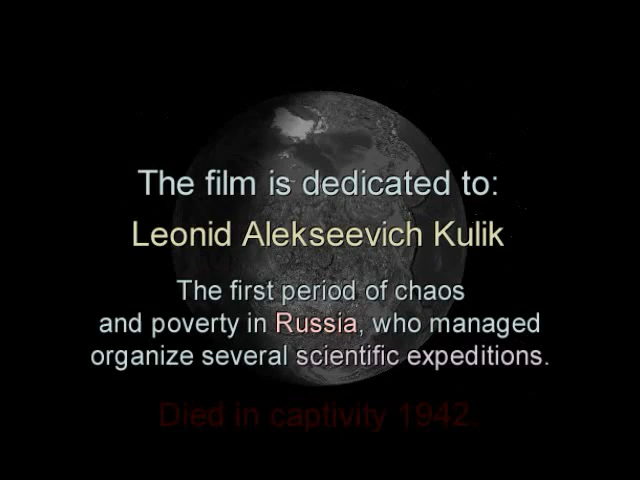 The film is dedicated to:
Leonid Alekseevich Kulik
The first period of chaos
and poverty in Russia, who managed
organize several scientific expeditions.
Died in captivity 1942.